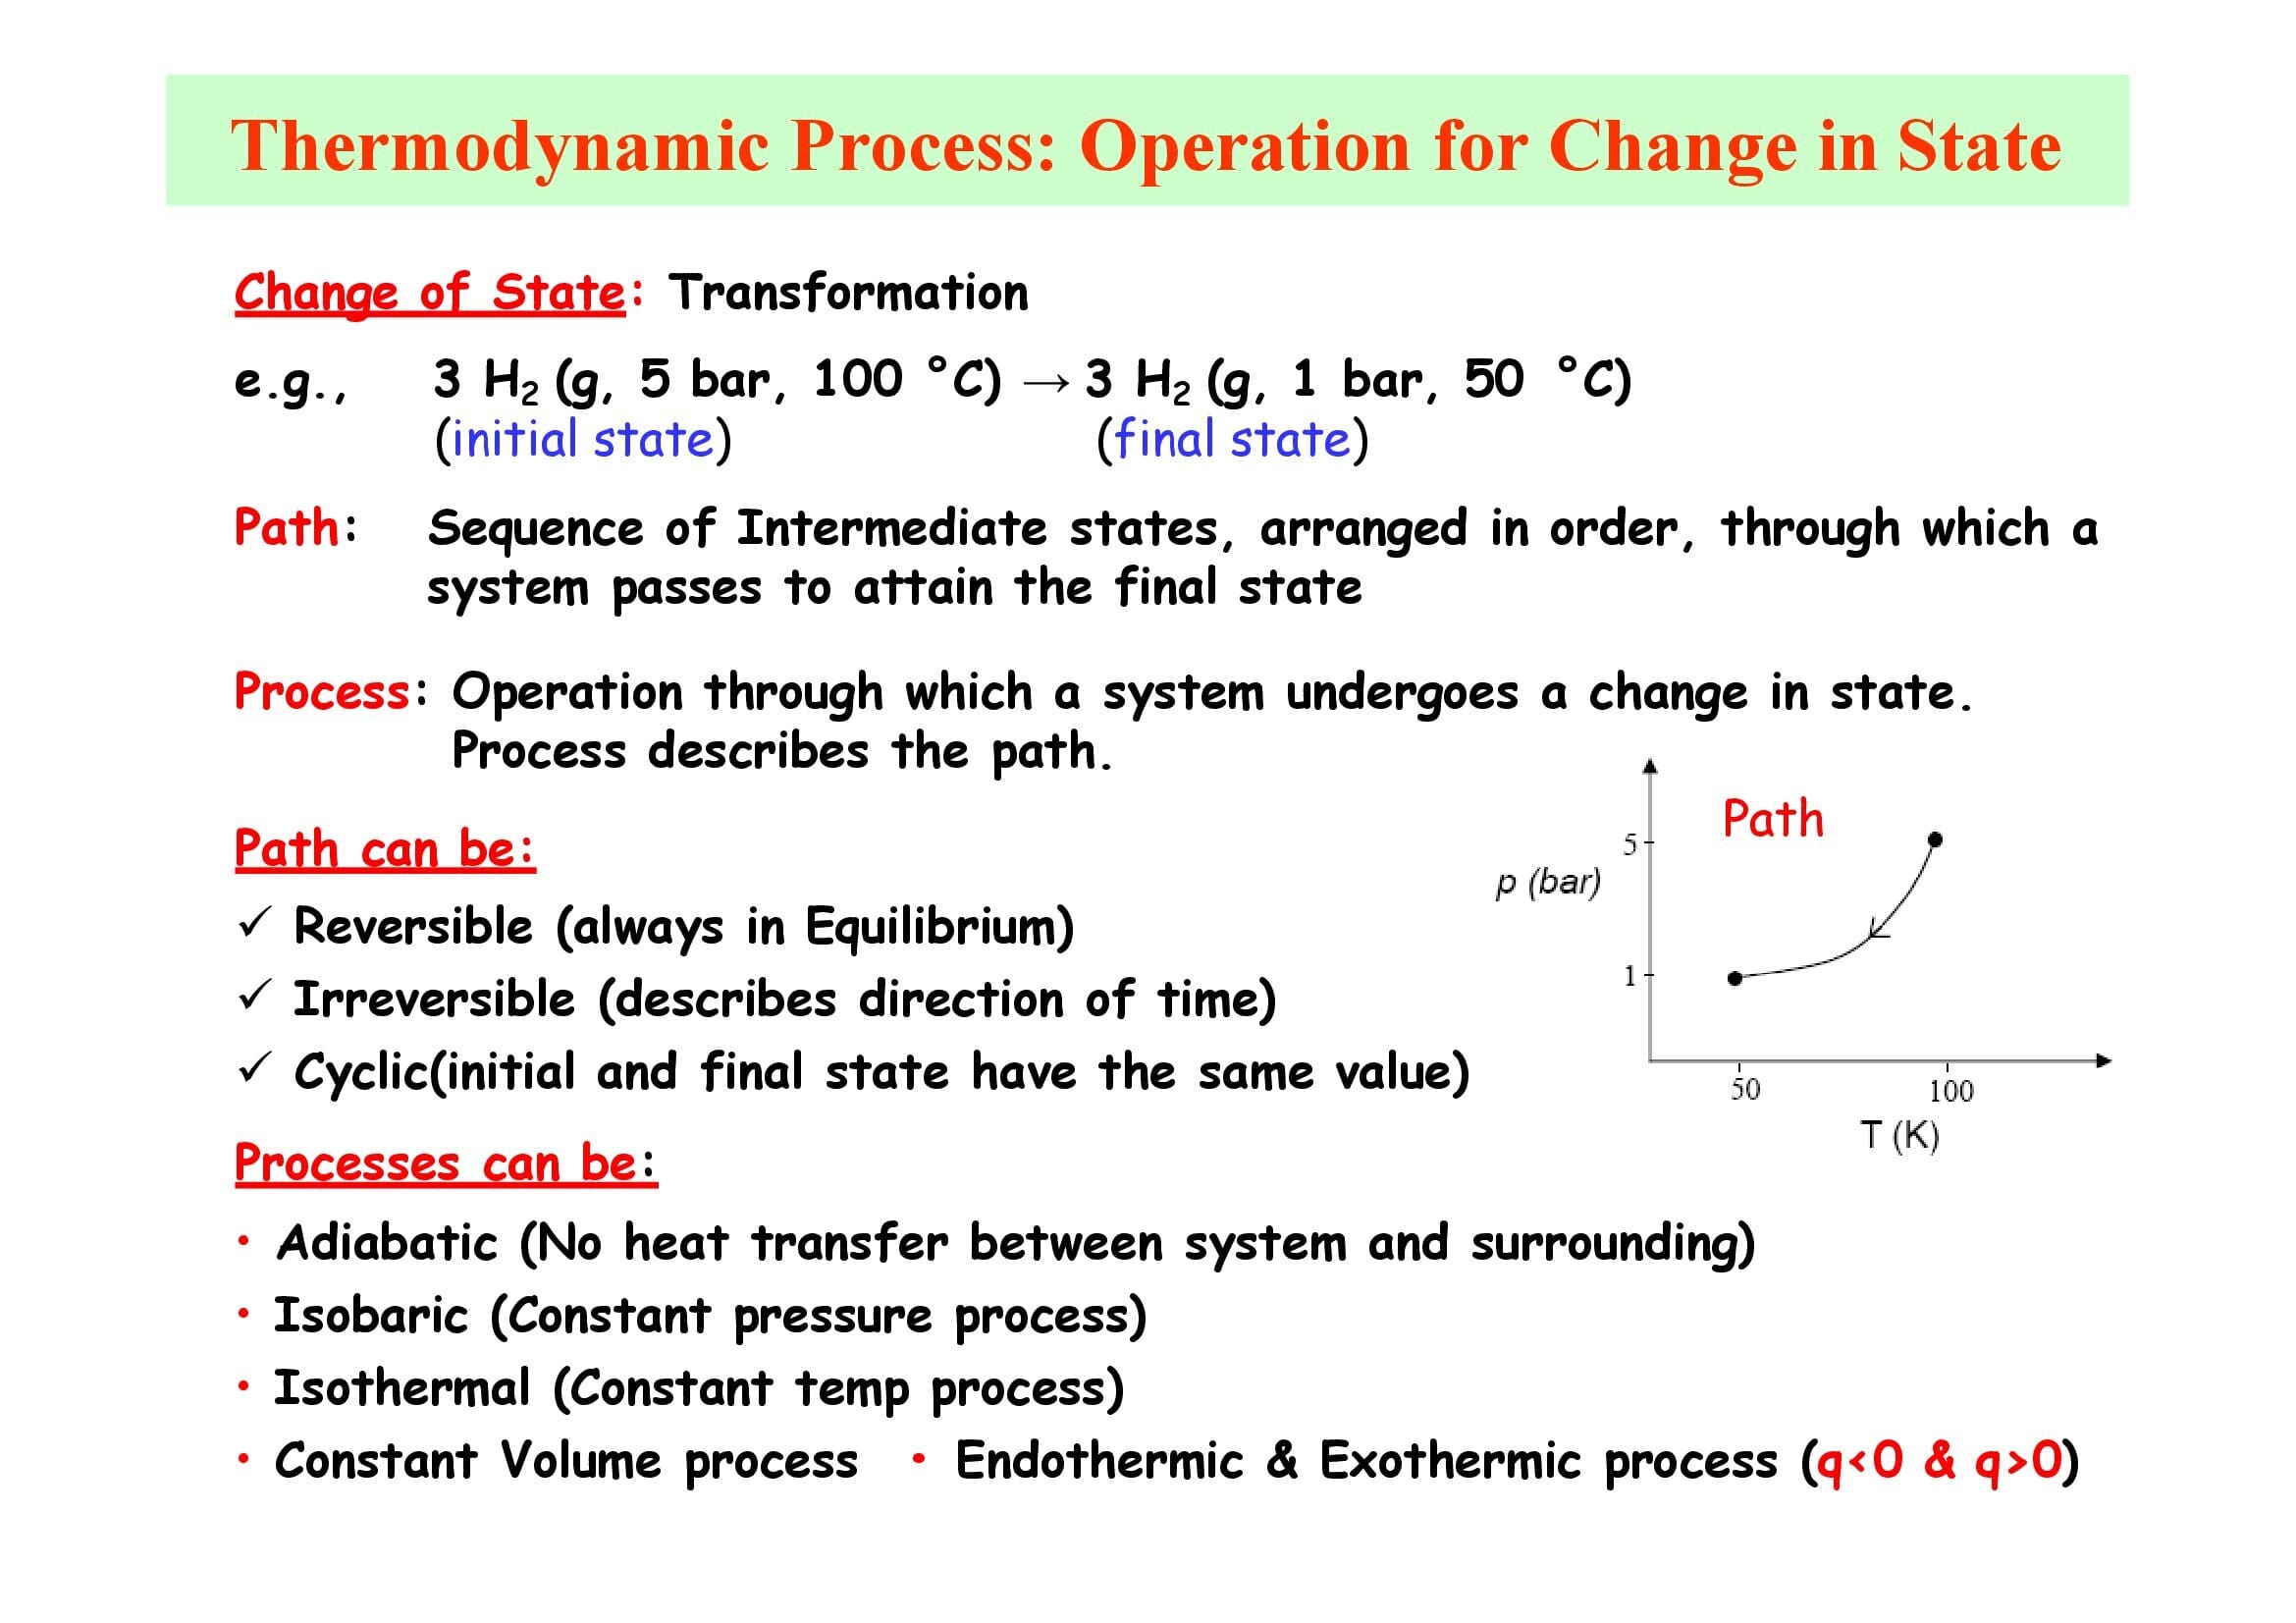 Thermodynamic Process: Operation for Change in State
Change of State: Transformation
e.g., 3 H₂ (g, 5 bar, 100 °C) → 3 H₂ (g, 1 bar, 50 °C)
(initial state) (final state)
Path: Sequence of Intermediate states, arranged in order, through which a
system passes to attain the final state
Process: Operation through which a system undergoes a change in state.
Process describes the path.
Path can be:
✓ Reversible (always in Equilibrium)
✓ Irreversible (describes direction of time)
✓ Cyclic(initial and final state have the same value)
Path
5
p (bar)
1
50 100
T (K)
Processes can be:
• Adiabatic (No heat transfer between system and surrounding)
• Isobaric (Constant pressure process)
• Isothermal (Constant temp process)
• Constant Volume process • Endothermic & Exothermic process (q<0 & q>0)